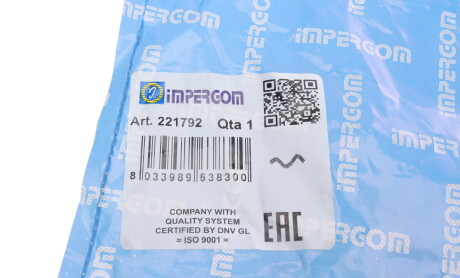 IMPERGOM
Art. 221792 Qta 1
8 033989 638300
COMPANY WITH
QUALITY SYSTEM
CERTIFIED BY DNV GL
= ISO 9001 =
EAC
IMPERGOM
IMPERGOM
IMPERGOM
IMPERGOM